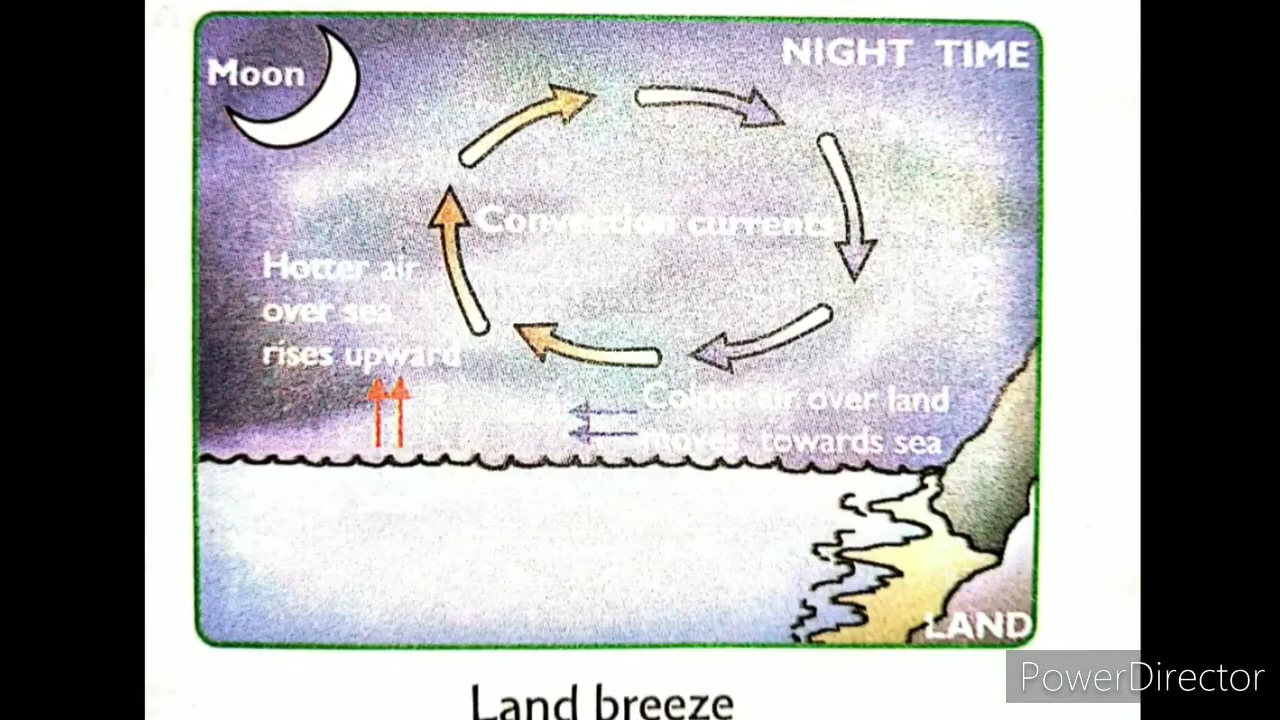 Moon
NIGHT TIME
Convection currents
Hotter air
over sea
rises upward
Colder air over land
moves towards sea
LAND
Land breeze
PowerDirector